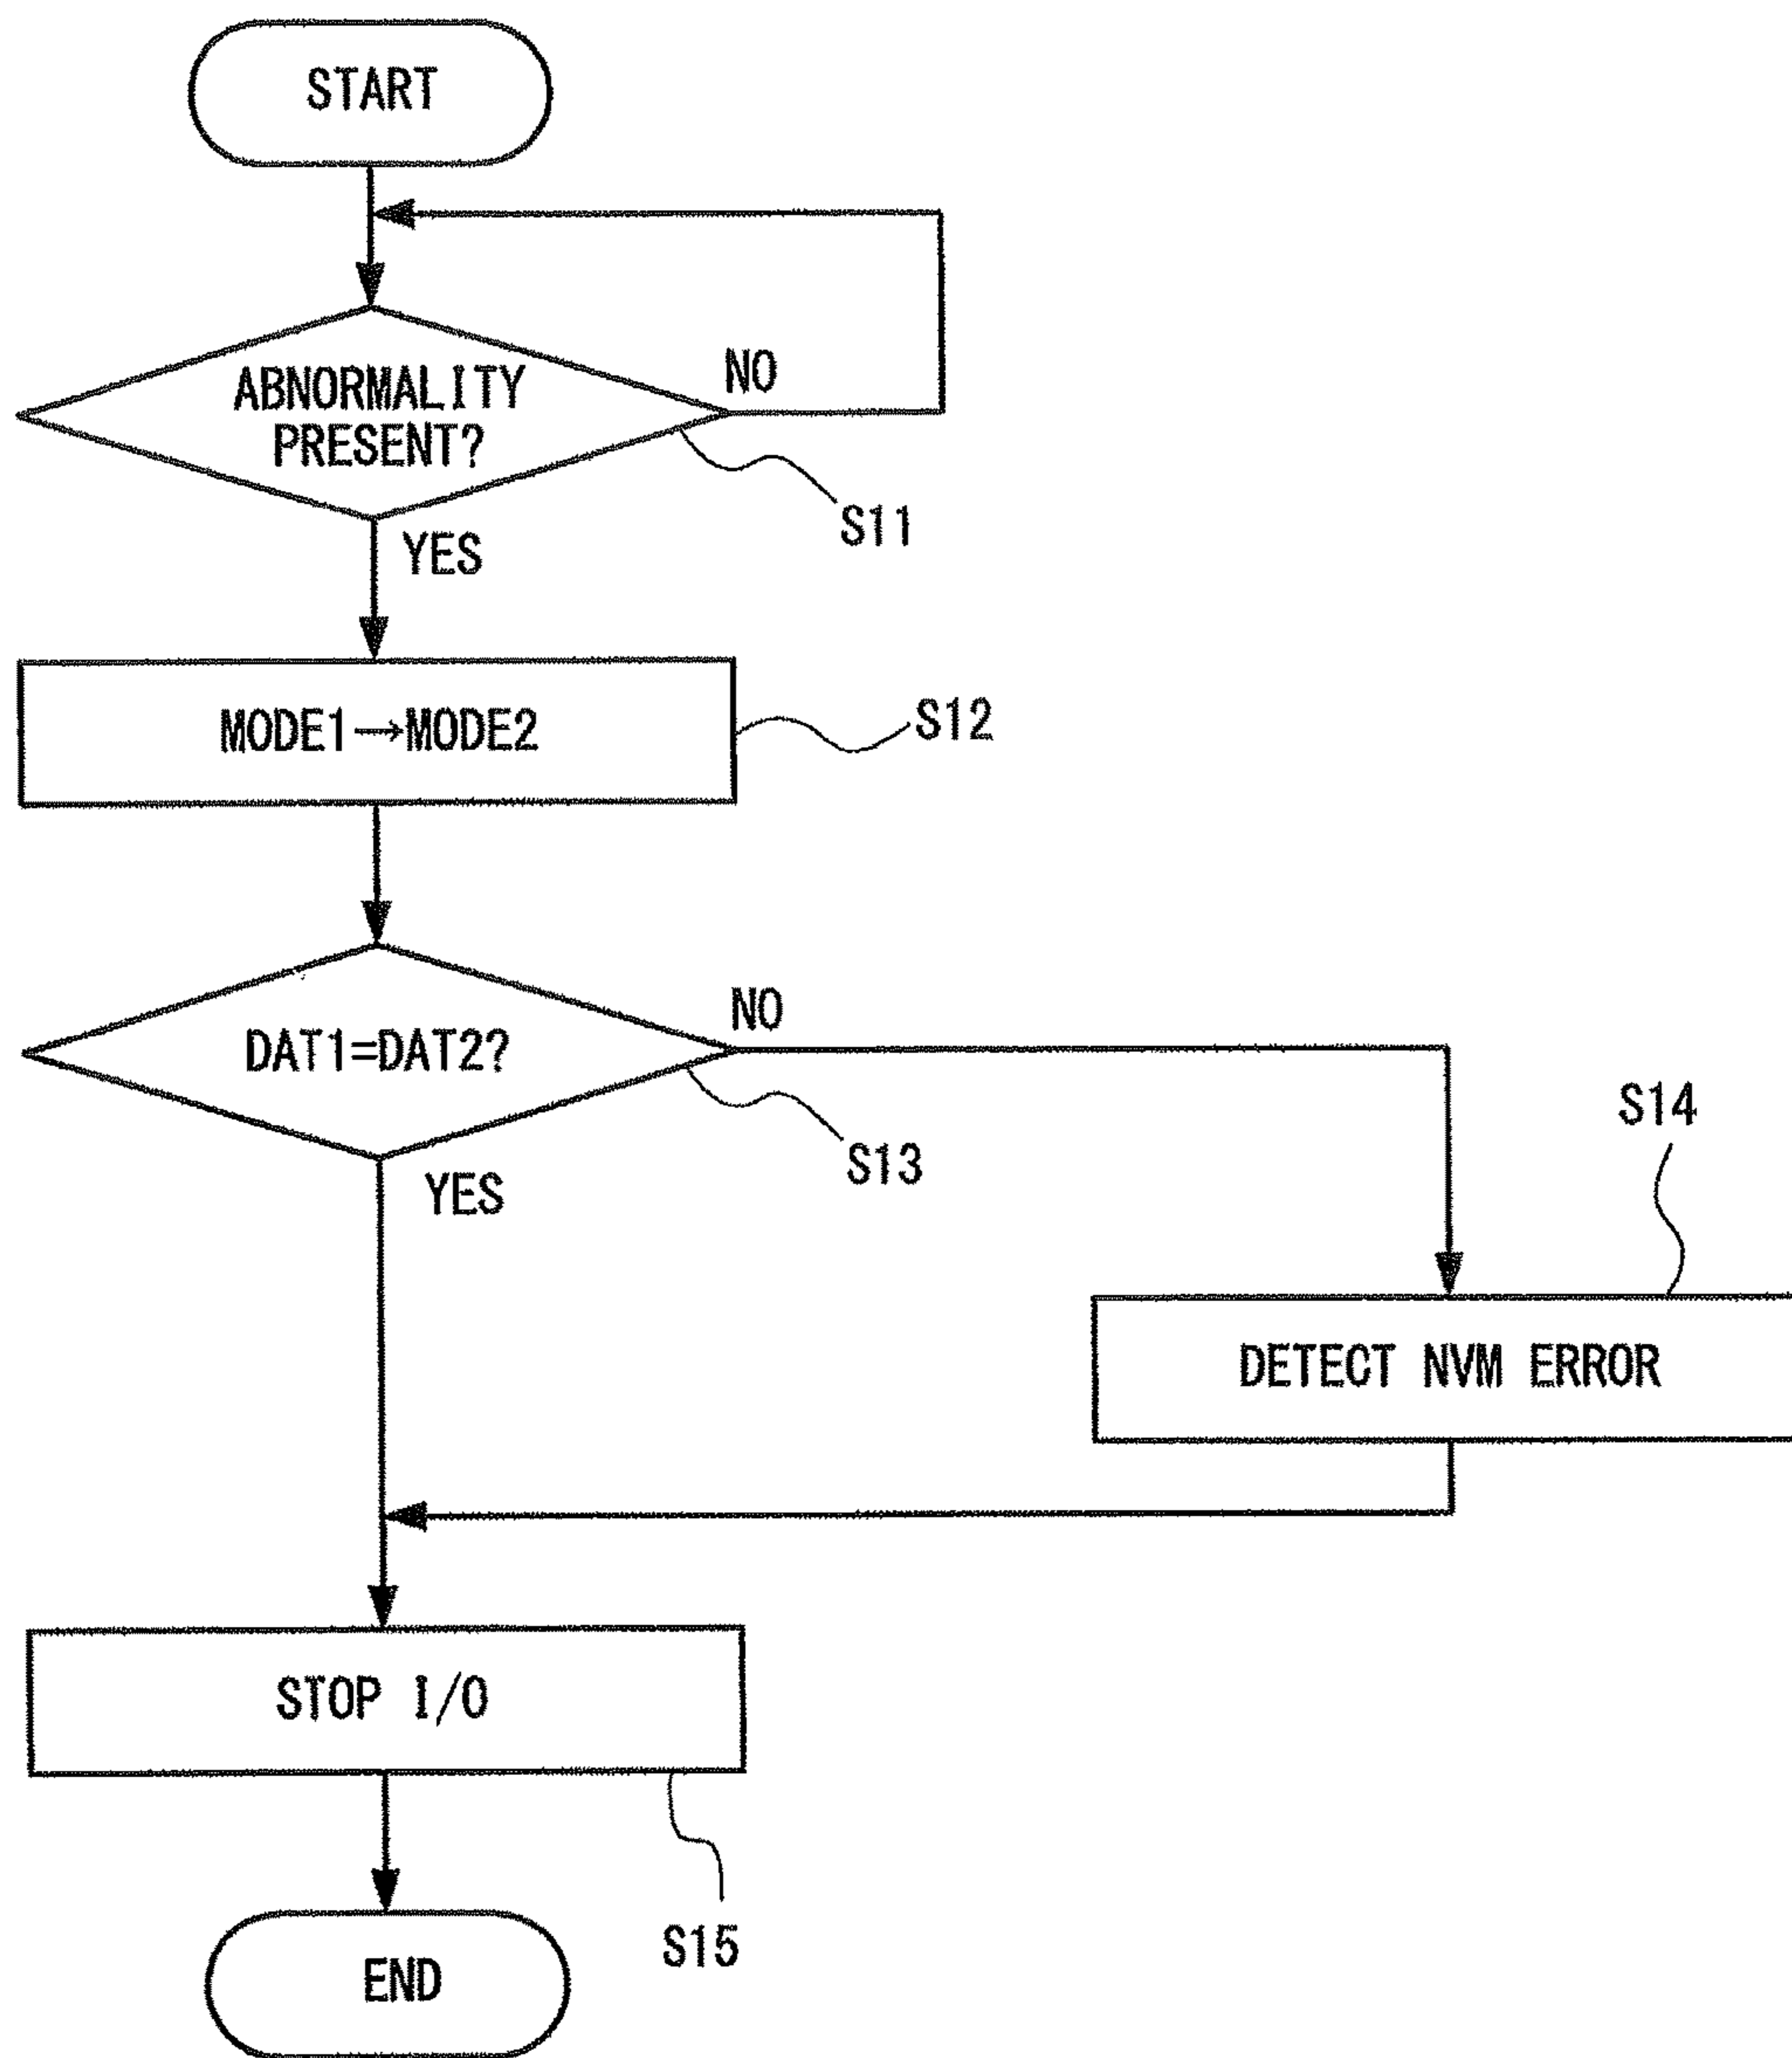 START
ABNORMALITY
PRESENT?
NO
S11
YES
MODE1→MODE2
S12
DAT1=DAT2?
NO
S13
YES
S14
DETECT NVM ERROR
STOP I/O
S15
END